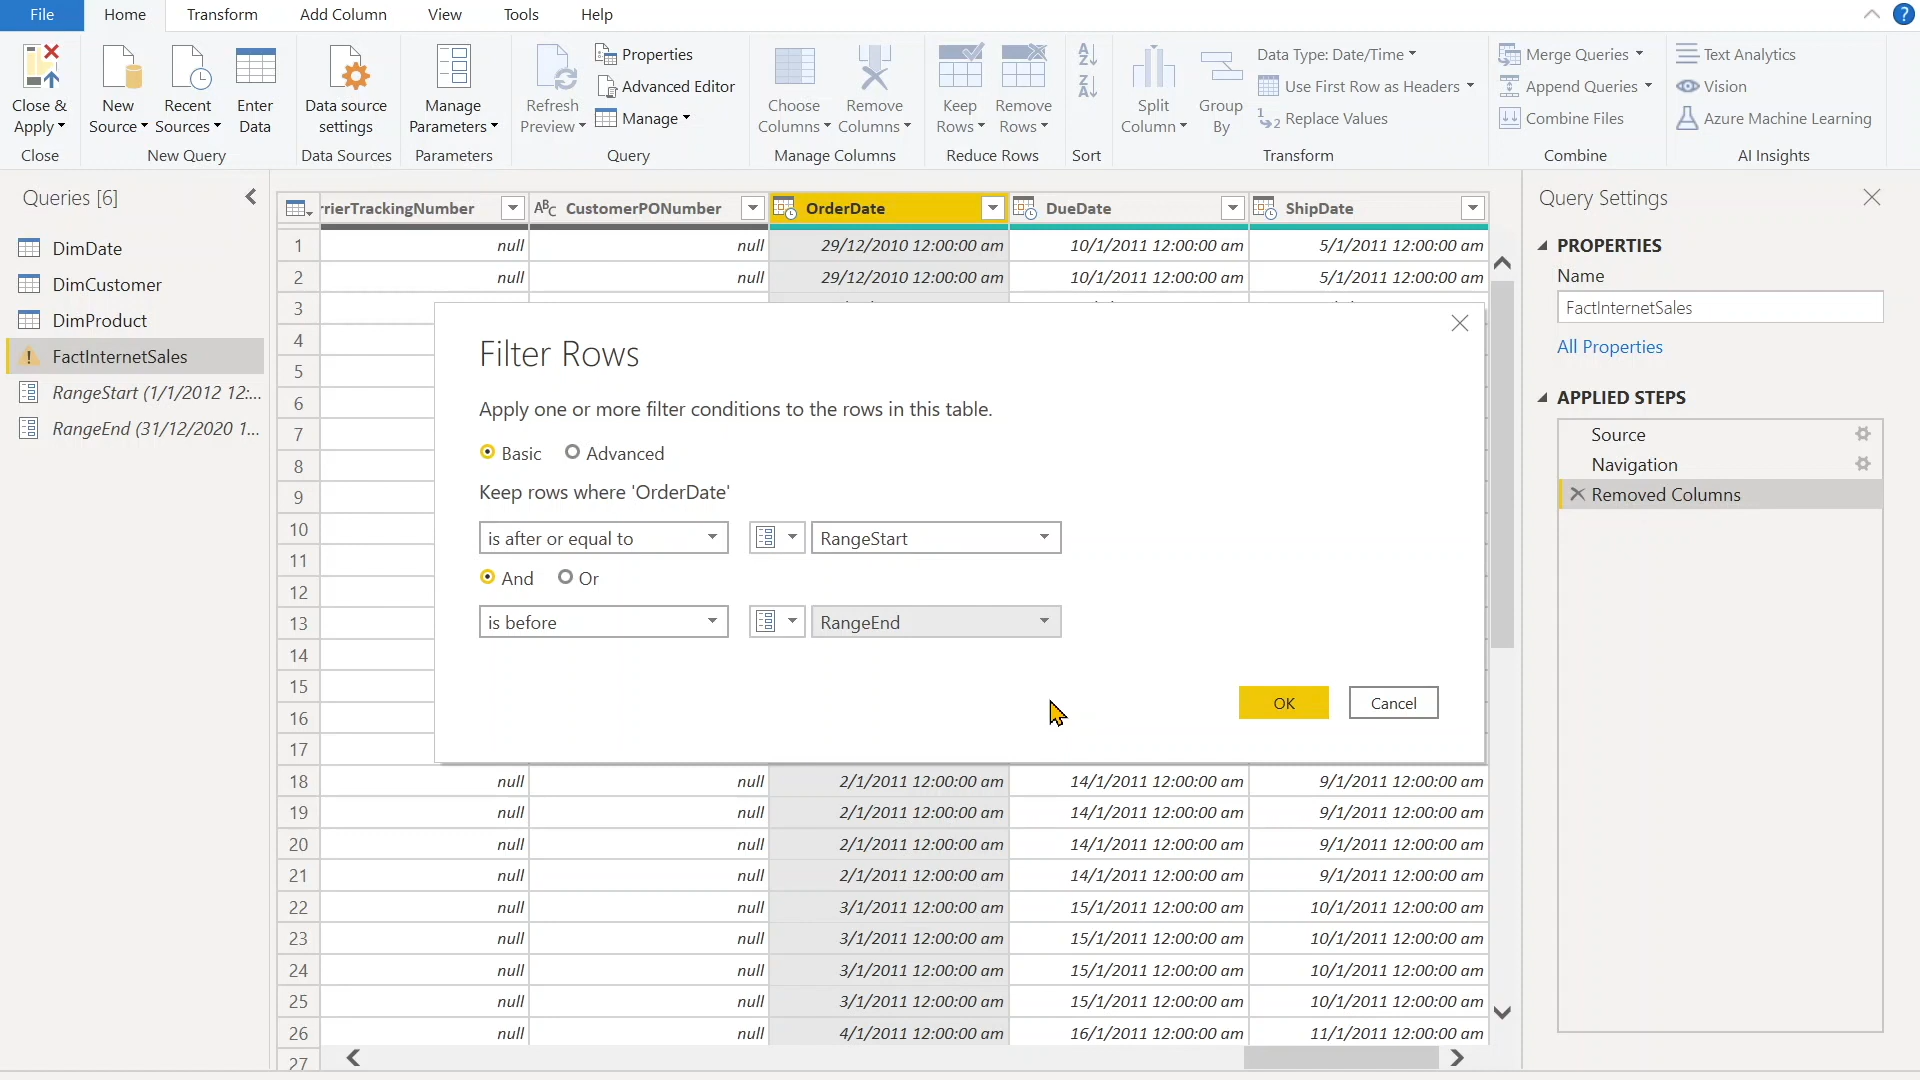 File Home Transform Add Column View Tools Help
Close & Apply
New Source
Recent Sources
Enter Data
Data source settings
Manage Parameters
Refresh Preview
Properties
Advanced Editor
Manage
Choose Columns
Remove Columns
Keep Rows
Remove Rows
A
Z
Z
A
Split Column
Group By
Data Type: Date/Time
Use First Row as Headers
1 2 Replace Values
Merge Queries
Append Queries
Combine Files
Text Analytics
Vision
Azure Machine Learning
Close New Query Data Sources Parameters Query Manage Columns Reduce Rows Sort Transform Combine AI Insights
Queries [6]
DimDate
DimCustomer
DimProduct
FactInternetSales
RangeStart (1/1/2012 12:...
RangeEnd (31/12/2020 1...
rrierTrackingNumber ABC CustomerPONumber OrderDate DueDate ShipDate
1 null null 29/12/2010 12:00:00 am 10/1/2011 12:00:00 am 5/1/2011 12:00:00 am
2 null null 29/12/2010 12:00:00 am 10/1/2011 12:00:00 am 5/1/2011 12:00:00 am
3
4
5
6
7
8
9
10
11
12
13
14
15
16
17
Filter Rows
Apply one or more filter conditions to the rows in this table.
Basic Advanced
Keep rows where 'OrderDate'
is after or equal to RangeStart
And Or
is before RangeEnd
OK Cancel
18 null null 2/1/2011 12:00:00 am 14/1/2011 12:00:00 am 9/1/2011 12:00:00 am
19 null null 2/1/2011 12:00:00 am 14/1/2011 12:00:00 am 9/1/2011 12:00:00 am
20 null null 2/1/2011 12:00:00 am 14/1/2011 12:00:00 am 9/1/2011 12:00:00 am
21 null null 2/1/2011 12:00:00 am 14/1/2011 12:00:00 am 9/1/2011 12:00:00 am
22 null null 3/1/2011 12:00:00 am 15/1/2011 12:00:00 am 10/1/2011 12:00:00 am
23 null null 3/1/2011 12:00:00 am 15/1/2011 12:00:00 am 10/1/2011 12:00:00 am
24 null null 3/1/2011 12:00:00 am 15/1/2011 12:00:00 am 10/1/2011 12:00:00 am
25 null null 3/1/2011 12:00:00 am 15/1/2011 12:00:00 am 10/1/2011 12:00:00 am
26 null null 4/1/2011 12:00:00 am 16/1/2011 12:00:00 am 11/1/2011 12:00:00 am
27
Query Settings
PROPERTIES
Name
FactInternetSales
All Properties
APPLIED STEPS
Source
Navigation
Removed Columns